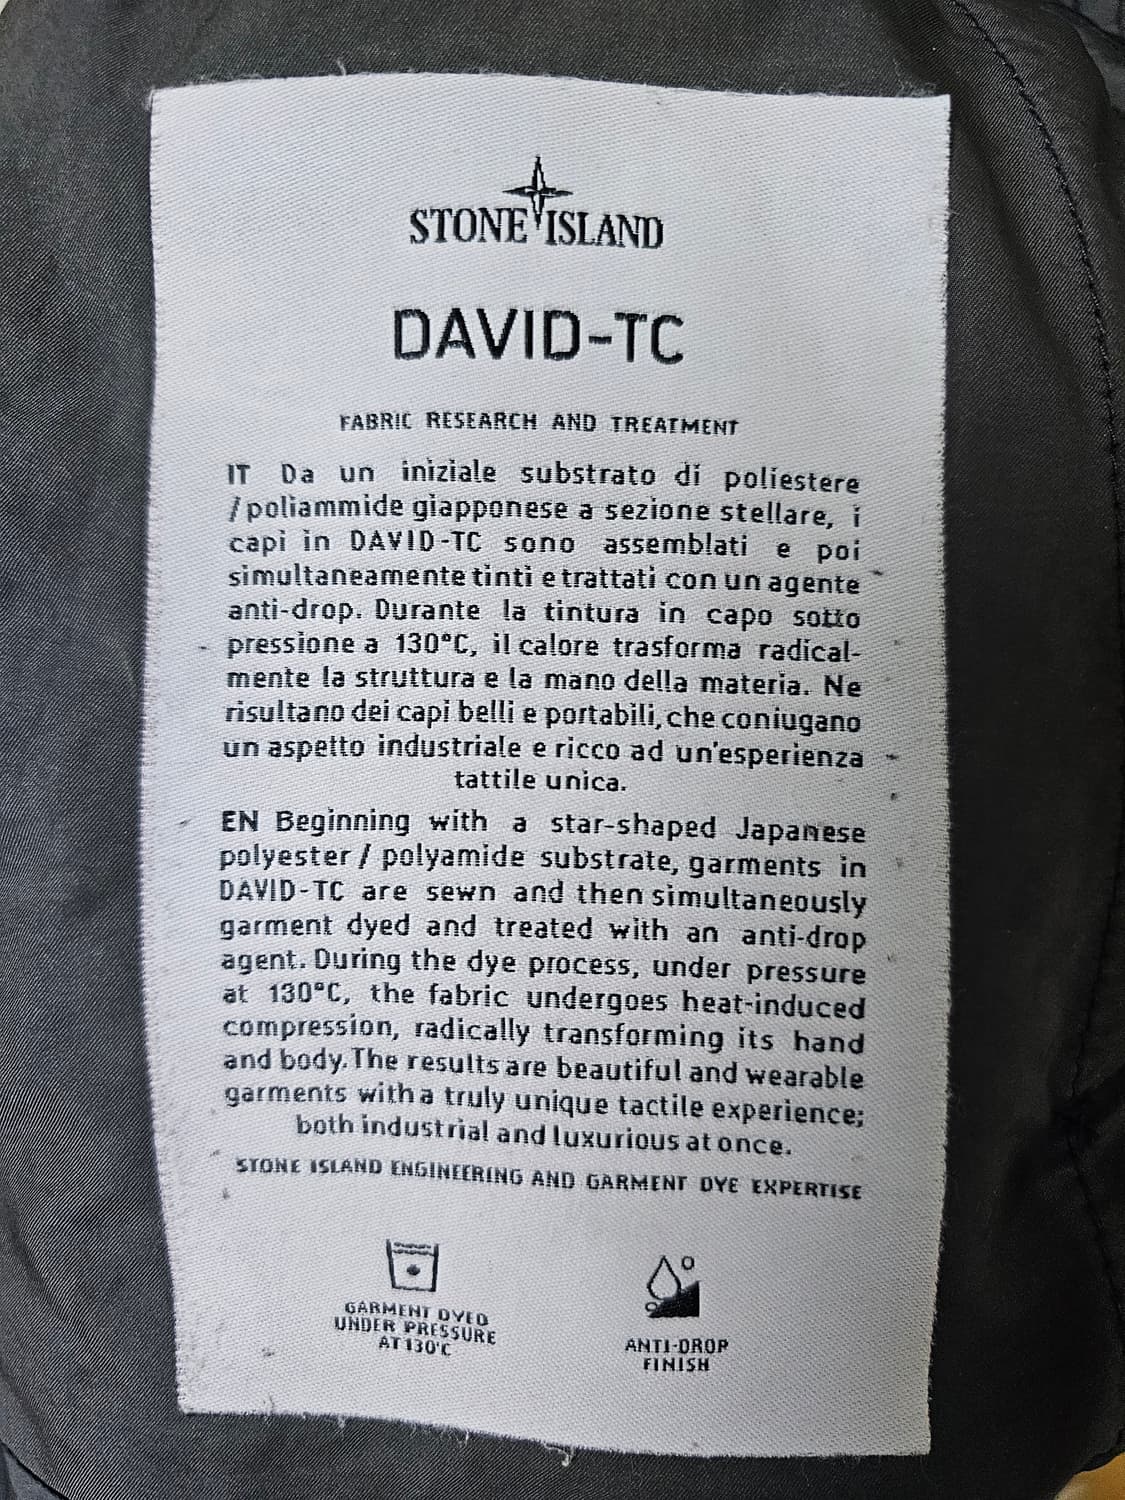 STONE ISLAND
DAVID-TC
FABRIC RESEARCH AND TREATMENT
IT Da un iniziale substrato di poliestere
/poliammide giapponese a sezione stellare, i
capi in DAVID-TC sono assemblati e poi
simultaneamente tinti e trattati con un agente
anti-drop. Durante la tintura in capo sotto
pressione a 130°C, il calore trasforma radical-
mente la struttura e la mano della materia. Ne
risultano dei capi belli e portabili, che coniugano
un aspetto industriale e ricco ad un'esperienza
tattile unica.
EN Beginning with a star-shaped Japanese
polyester / polyamide substrate, garments in
DAVID-TC are sewn and then simultaneously
garment dyed and treated with an anti-drop
agent. During the dye process, under pressure
at 130°C, the fabric undergoes heat-induced
compression, radically transforming its hand
and body. The results are beautiful and wearable
garments with a truly unique tactile experience;
both industrial and luxurious at once.
STONE ISLAND ENGINEERING AND GARMENT DYE EXPERTISE
GARMENT DYED
UNDER PRESSURE
AT 130°C
ANTI-DROP
FINISH